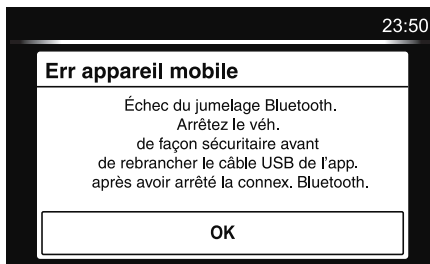 23:50
Err appareil mobile
Échec du jumelage Bluetooth.
Arrêtez le véh.
de façon sécuritaire avant
de rebrancher le câble USB de l'app.
après avoir arrêté la connex. Bluetooth.
OK